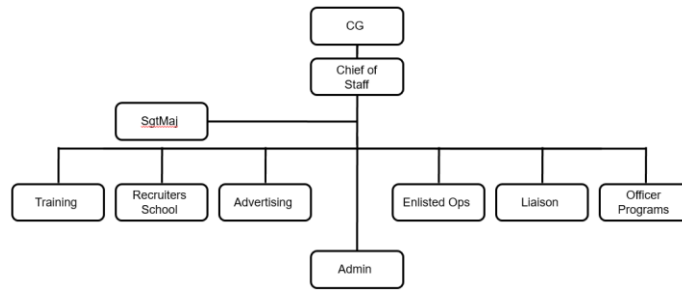 CG
Chief of
Staff
SgtMaj
Training
Recruiters
School
Advertising
Enlisted Ops
Liaison
Officer
Programs
Admin